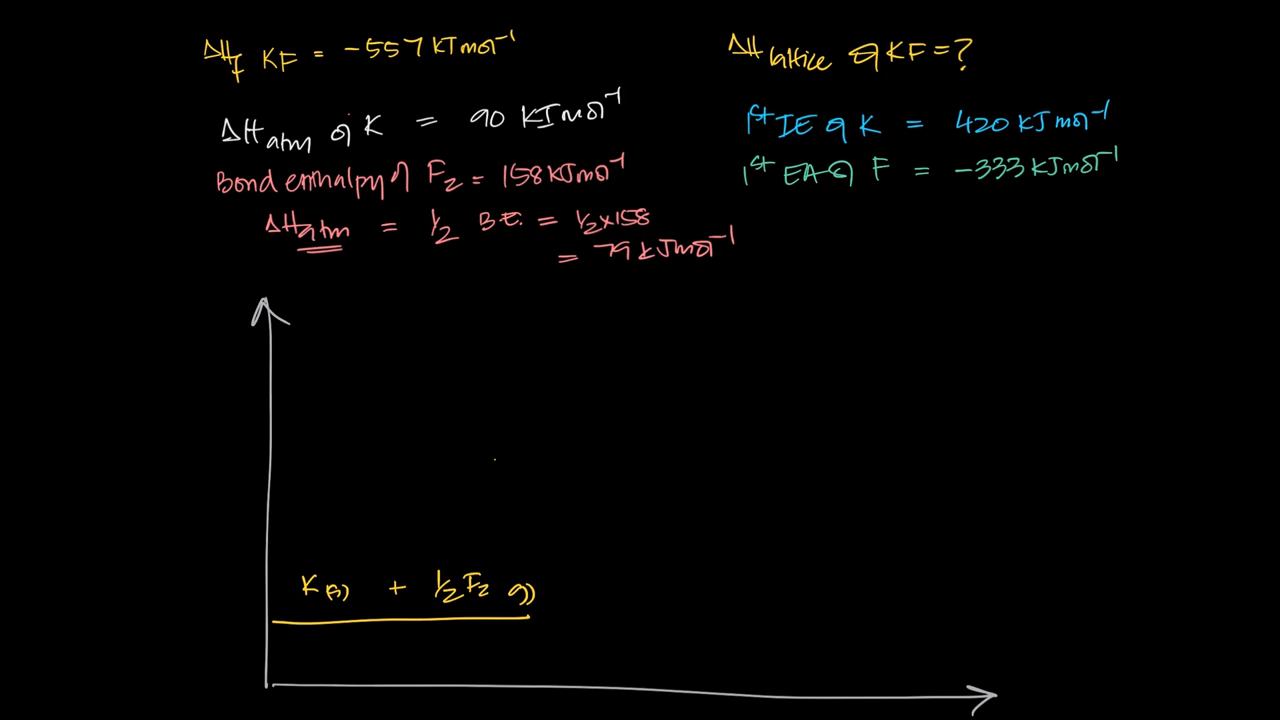 ΔHf KF = -557 kJmol⁻¹
ΔHlattice of KF = ?
ΔHatm of K = 90 kJmol⁻¹
1st IE of K = 420 kJmol⁻¹
Bond enthalpy of F₂ = 158 kJmol⁻¹
1st EA of F = -333 kJmol⁻¹
ΔHatm = 1/2 B.E. = 1/2 x 158
= 79 kJmol⁻¹
K(s) + 1/2 F₂ (g)